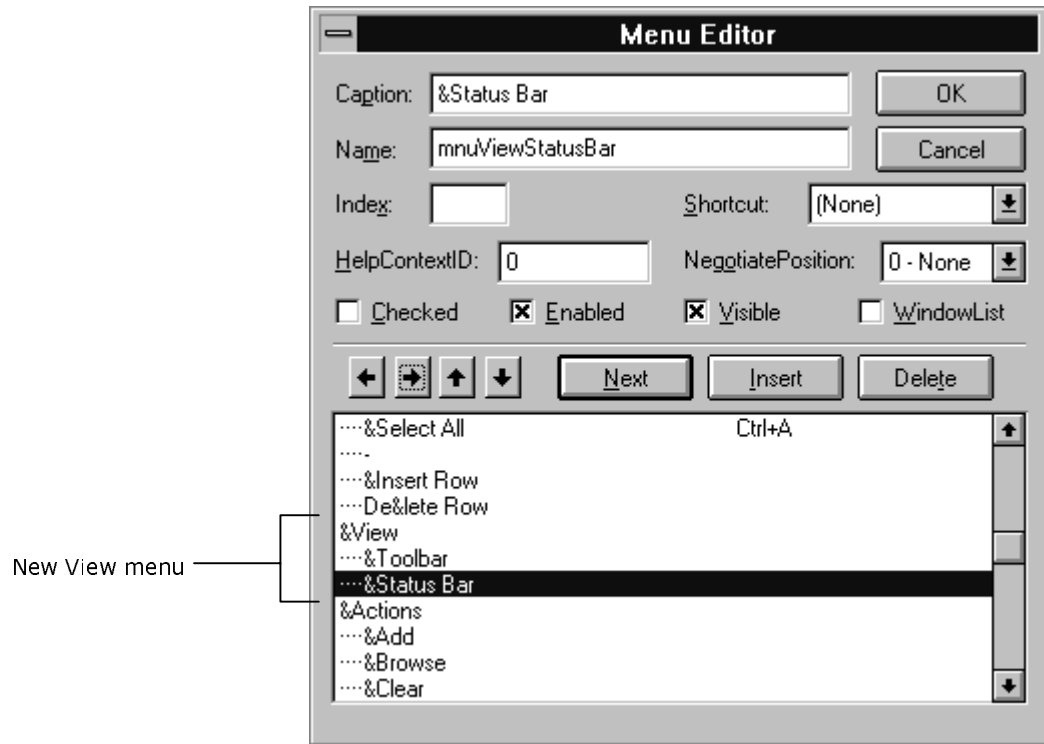 Menu Editor
Caption: &Status Bar OK
Name: mnuViewStatusBar Cancel
Index: Shortcut: (None)
HelpContextID: 0 NegotiatePosition: 0 - None
Checked Enabled Visible WindowList
Next Insert Delete
····&Select All Ctrl+A
····-
····&Insert Row
····De&lete Row
&View
····&Toolbar
New View menu
····&Status Bar
&Actions
····&Add
····&Browse
····&Clear